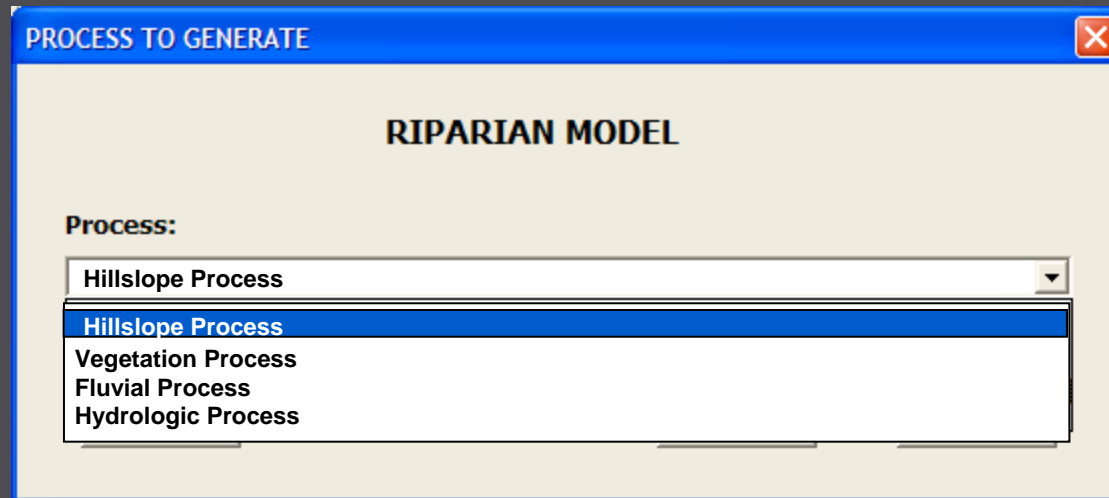 PROCESS TO GENERATE
RIPARIAN MODEL
Process:
Hillslope Process
Hillslope Process
Vegetation Process
Fluvial Process
Hydrologic Process